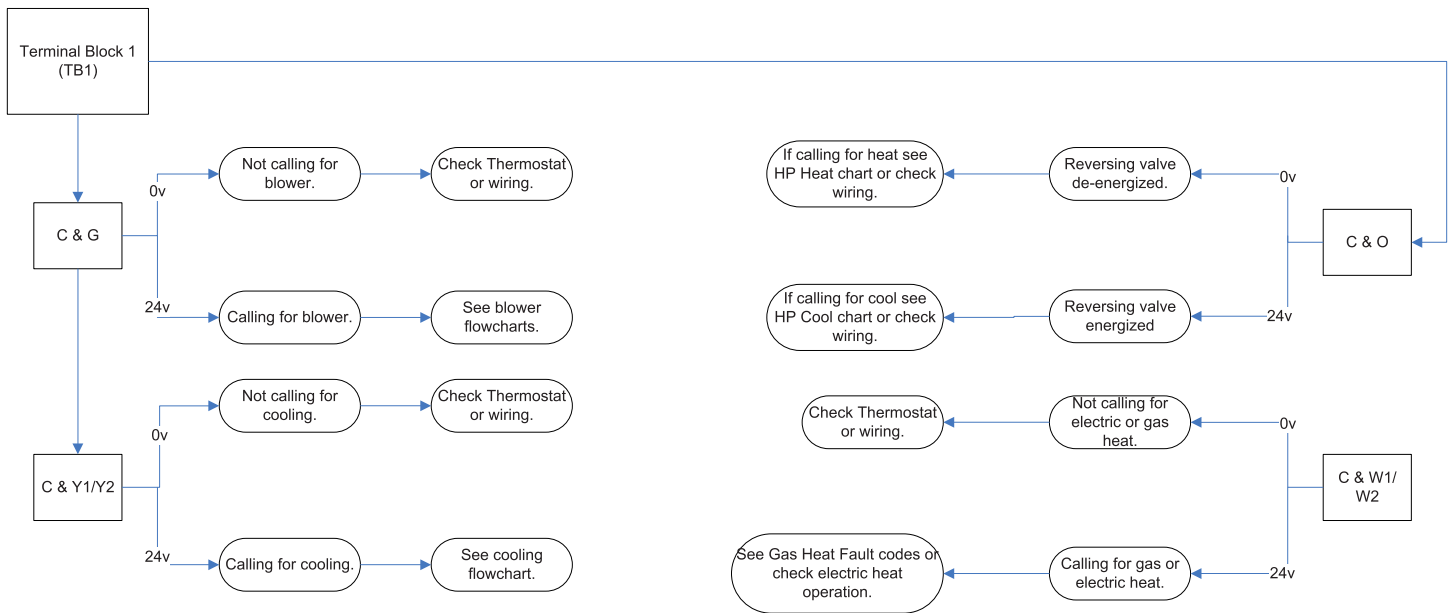 Terminal Block 1
(TB1)
C & G
0v
Not calling for
blower.
Check Thermostat
or wiring.
24v
Calling for blower.
See blower
flowcharts.
C & Y1/Y2
0v
Not calling for
cooling.
Check Thermostat
or wiring.
24v
Calling for cooling.
See cooling
flowchart.
C & O
0v
Reversing valve
de-energized.
If calling for heat see
HP Heat chart or check
wiring.
24v
Reversing valve
energized
If calling for cool see
HP Cool chart or check
wiring.
C & W1/
W2
0v
Not calling for
electric or gas
heat.
Check Thermostat
or wiring.
24v
Calling for gas or
electric heat.
See Gas Heat Fault codes or
check electric heat
operation.